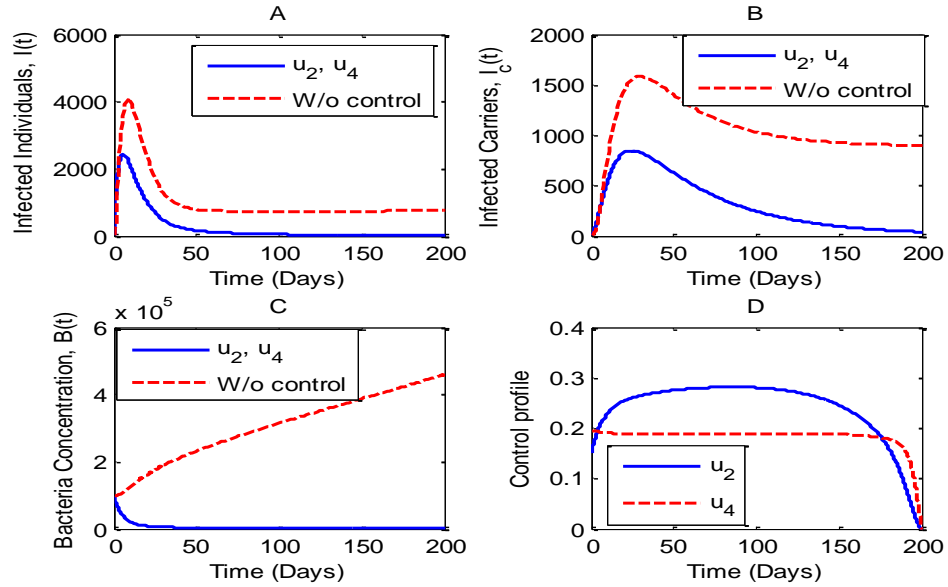 A
Infected Individuals, I(t)
6000
4000
2000
0
u2, u4
W/o control
0 50 100 150 200
Time (Days)
B
Infected Carriers, Ic(t)
2000
1500
1000
500
0
u2, u4
W/o control
0 50 100 150 200
Time (Days)
C
x 10^5
Bacteria Concentration, B(t)
6
4
2
0
u2, u4
W/o control
0 50 100 150 200
Time (Days)
D
Control profile
0.4
0.3
0.2
0.1
0
u2
u4
0 50 100 150 200
Time (Days)